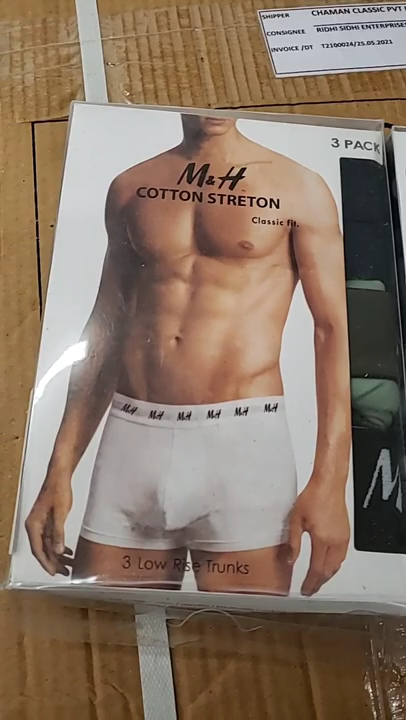 SHIPPER CHAMAN CLASSIC PVT
CONSIGNEE RIDHI SIDHI ENTERPRISES
INVOICE /DT T2100024/25.05.2021
3 PACK
M&H
COTTON STRETON
Classic fit.
M&H M&H M&H M&H M&H M&H
3 Low Rise Trunks
M